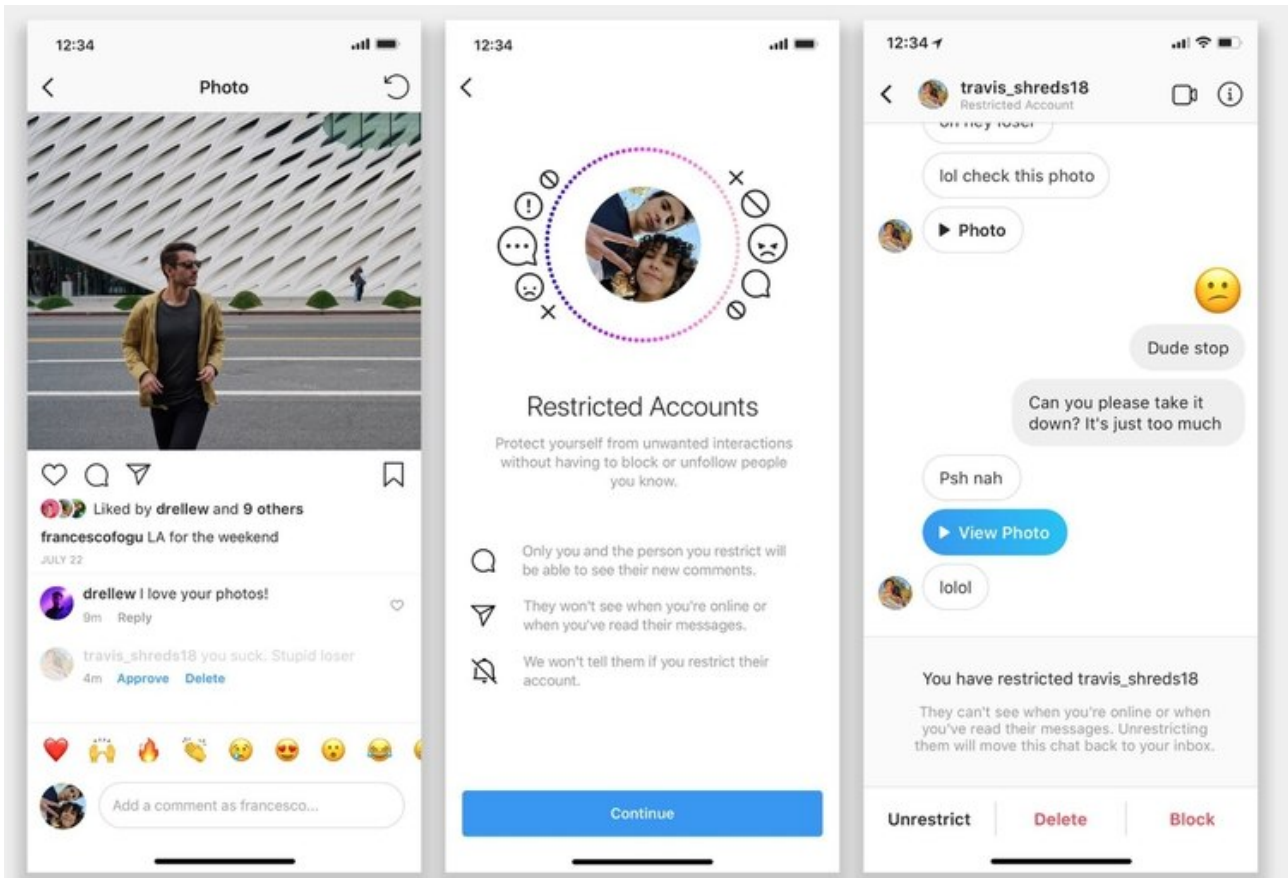 12:34
Photo
Liked by drellew and 9 others
francescofogu LA for the weekend
JULY 22
drellew I love your photos!
9m Reply
travis_shreds18 you suck. Stupid loser
4m Approve Delete
Add a comment as francesco...
12:34
Restricted Accounts
Protect yourself from unwanted interactions
without having to block or unfollow people
you know.
Only you and the person you restrict will
be able to see their new comments.
They won't see when you're online or
when you've read their messages.
We won't tell them if you restrict their
account.
Continue
12:34
travis_shreds18
Restricted Account
oh hey loser
lol check this photo
Photo
Dude stop
Can you please take it
down? It's just too much
Psh nah
View Photo
lolol
You have restricted travis_shreds18
They can't see when you're online or when
you've read their messages. Unrestricting
them will move this chat back to your inbox.
Unrestrict Delete Block